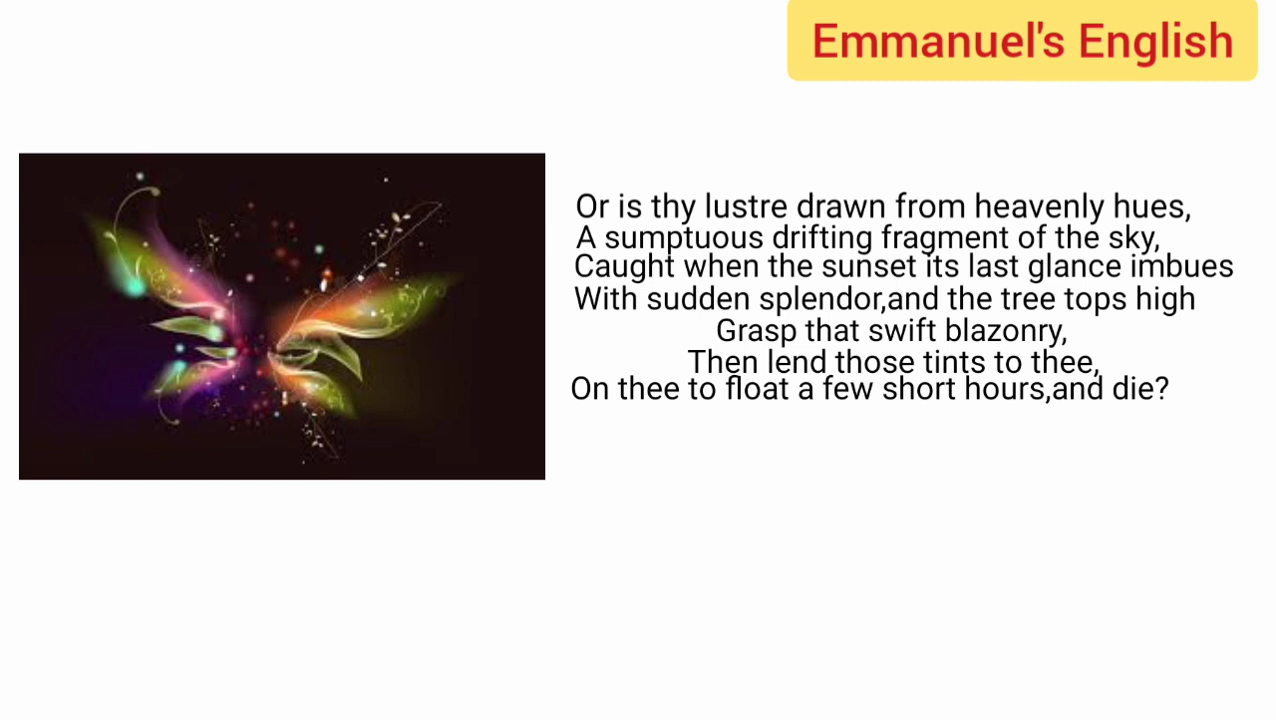 Emmanuel's English
Or is thy lustre drawn from heavenly hues,
A sumptuous drifting fragment of the sky,
Caught when the sunset its last glance imbues
With sudden splendor,and the tree tops high
Grasp that swift blazonry,
Then lend those tints to thee,
On thee to float a few short hours,and die?